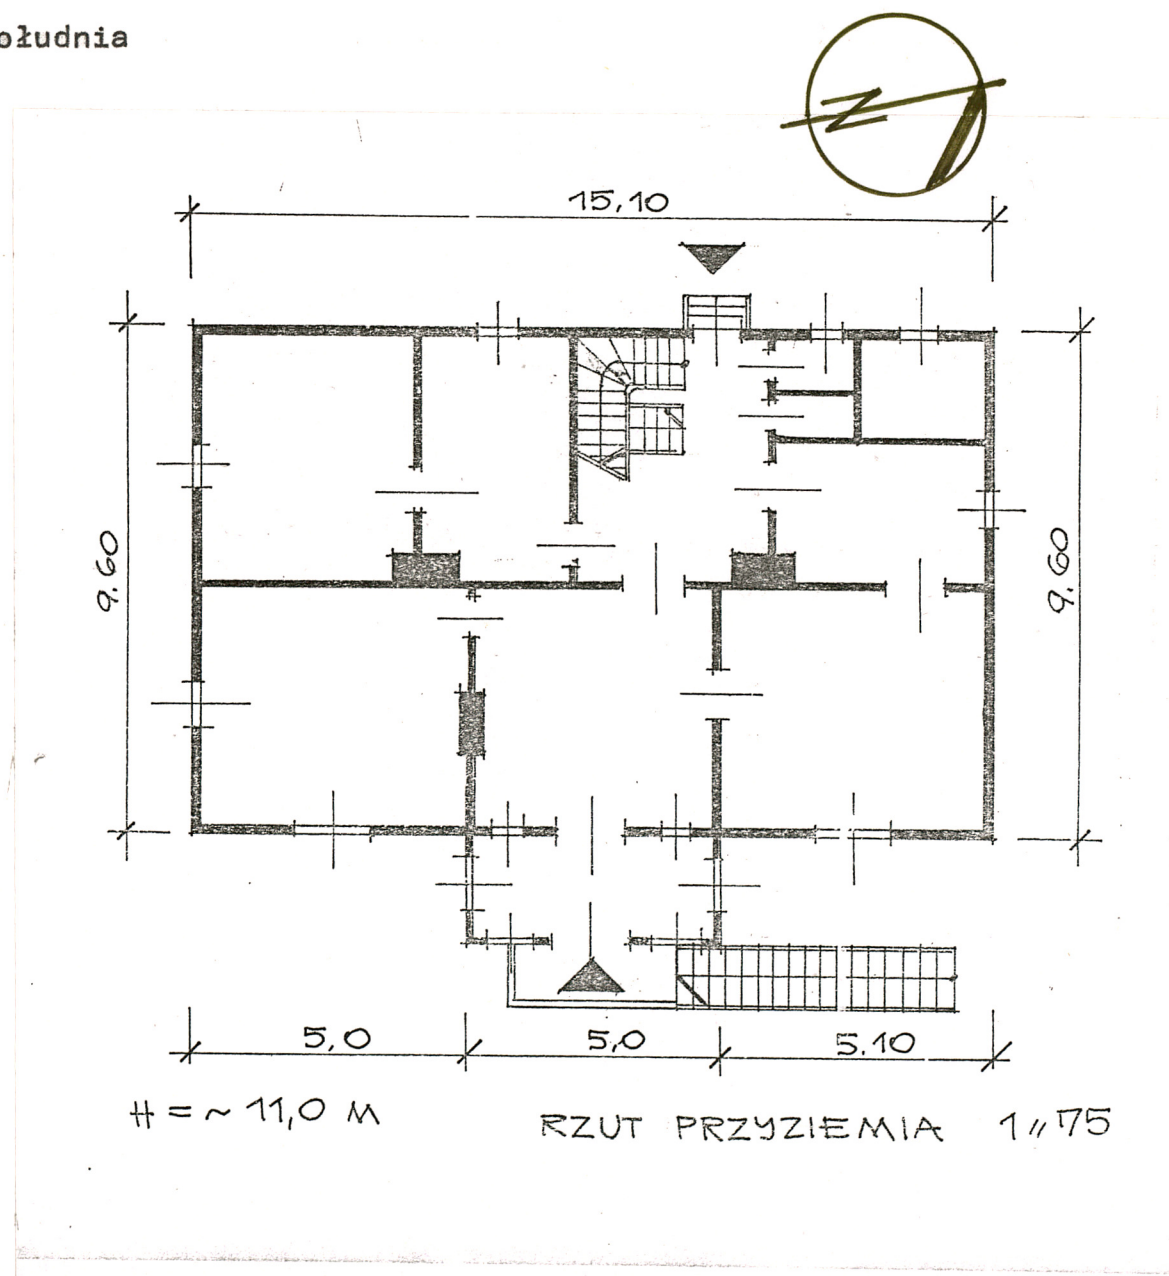 ołudnia
N
15,10
9.60
9.60
5,0 5,0 5.10
H = ~ 11,0 M
RZUT PRZYZIEMIA 1:75